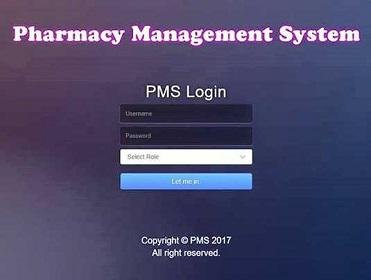 Pharmacy Management System
PMS Login
Username
Password
Select Role
Let me in
Copyright © PMS 2017
All right reserved.